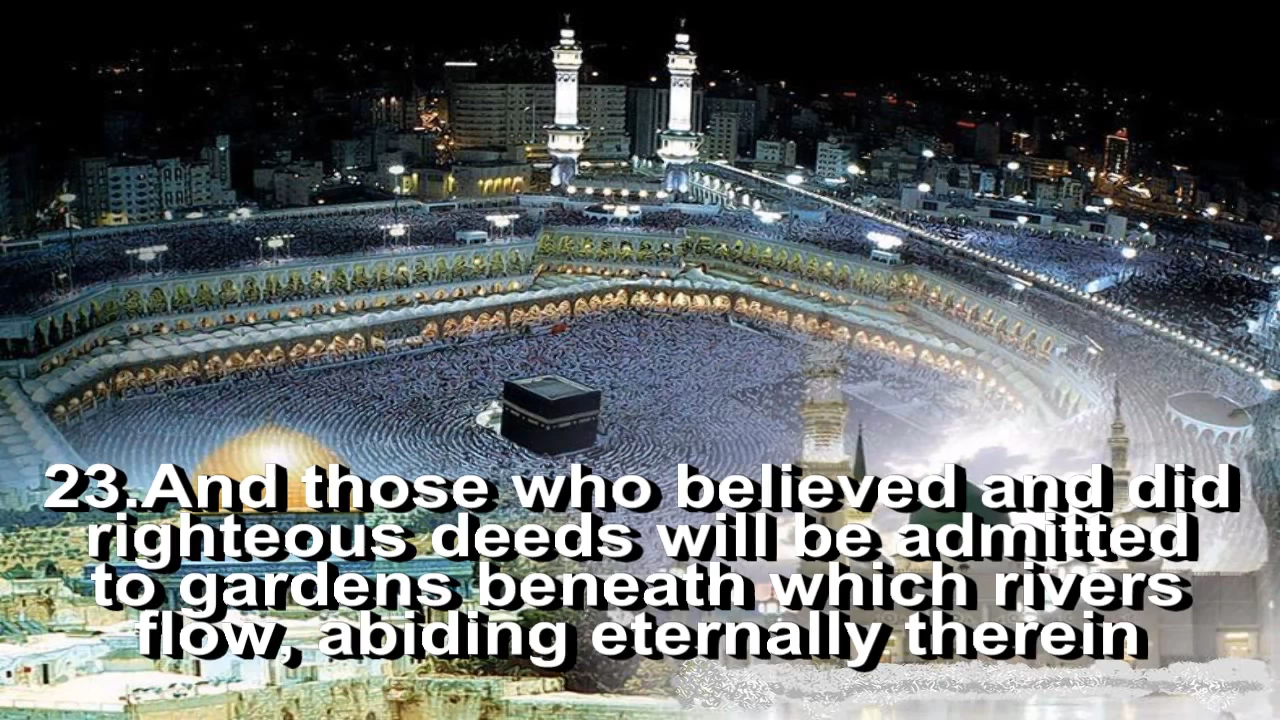 23.And those who believed and did
righteous deeds will be admitted
to gardens beneath which rivers
flow, abiding eternally therein